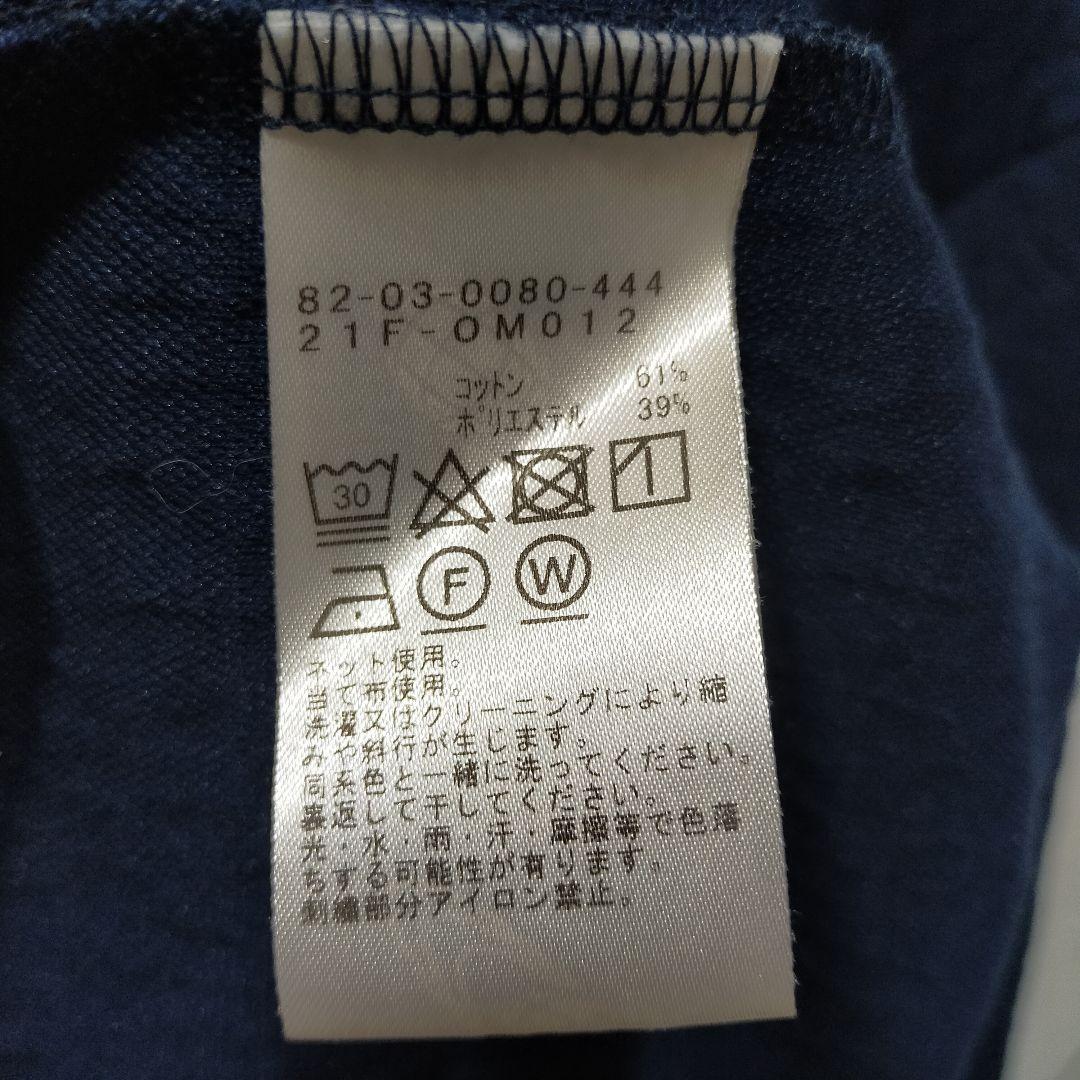 82-03-0080-444
21F-OM012
コットン 61%
ポリエステル 39%
30
F W
ネット使用。
当て布使用。
洗濯又はクリーニングにより縮
みや斜行が生じます。
同系色と一緒に洗ってください。
裏返して干してください。
光・水・雨・汗・摩擦等で色落
ちする可能性が有ります。
刺繍部分アイロン禁止。